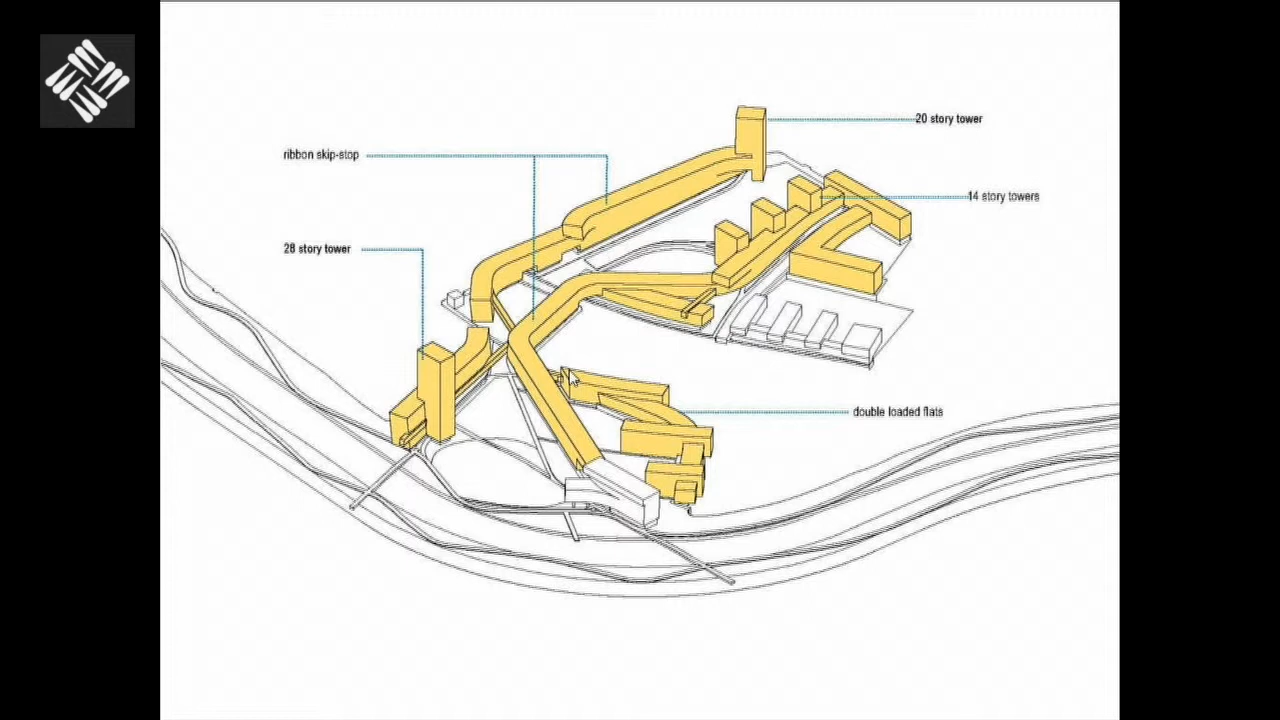 20 story tower
ribbon skip-stop
14 story towers
28 story tower
double loaded flats